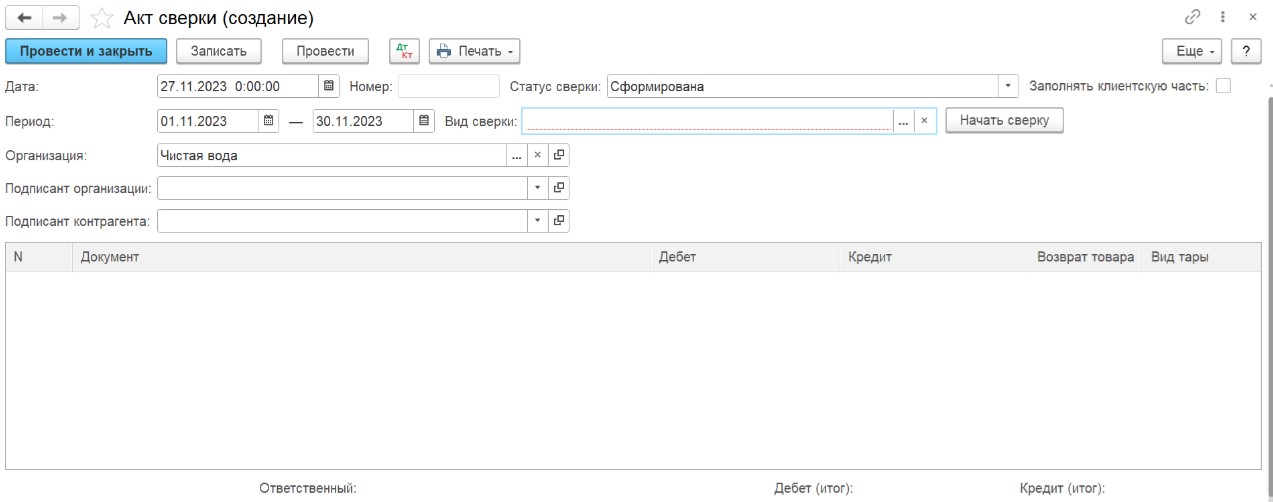 Акт сверки (создание)
Провести и закрыть Записать Провести Дт Кт Печать Еще ?
Дата: 27.11.2023 0:00:00 Номер: Статус сверки: Сформирована Заполнять клиентскую часть:
Период: 01.11.2023 — 30.11.2023 Вид сверки: ... × Начать сверку
Организация: Чистая вода ... ×
Подписант организации:
Подписант контрагента:
N Документ Дебет Кредит Возврат товара Вид тары
Ответственный: Дебет (итог): Кредит (итог):